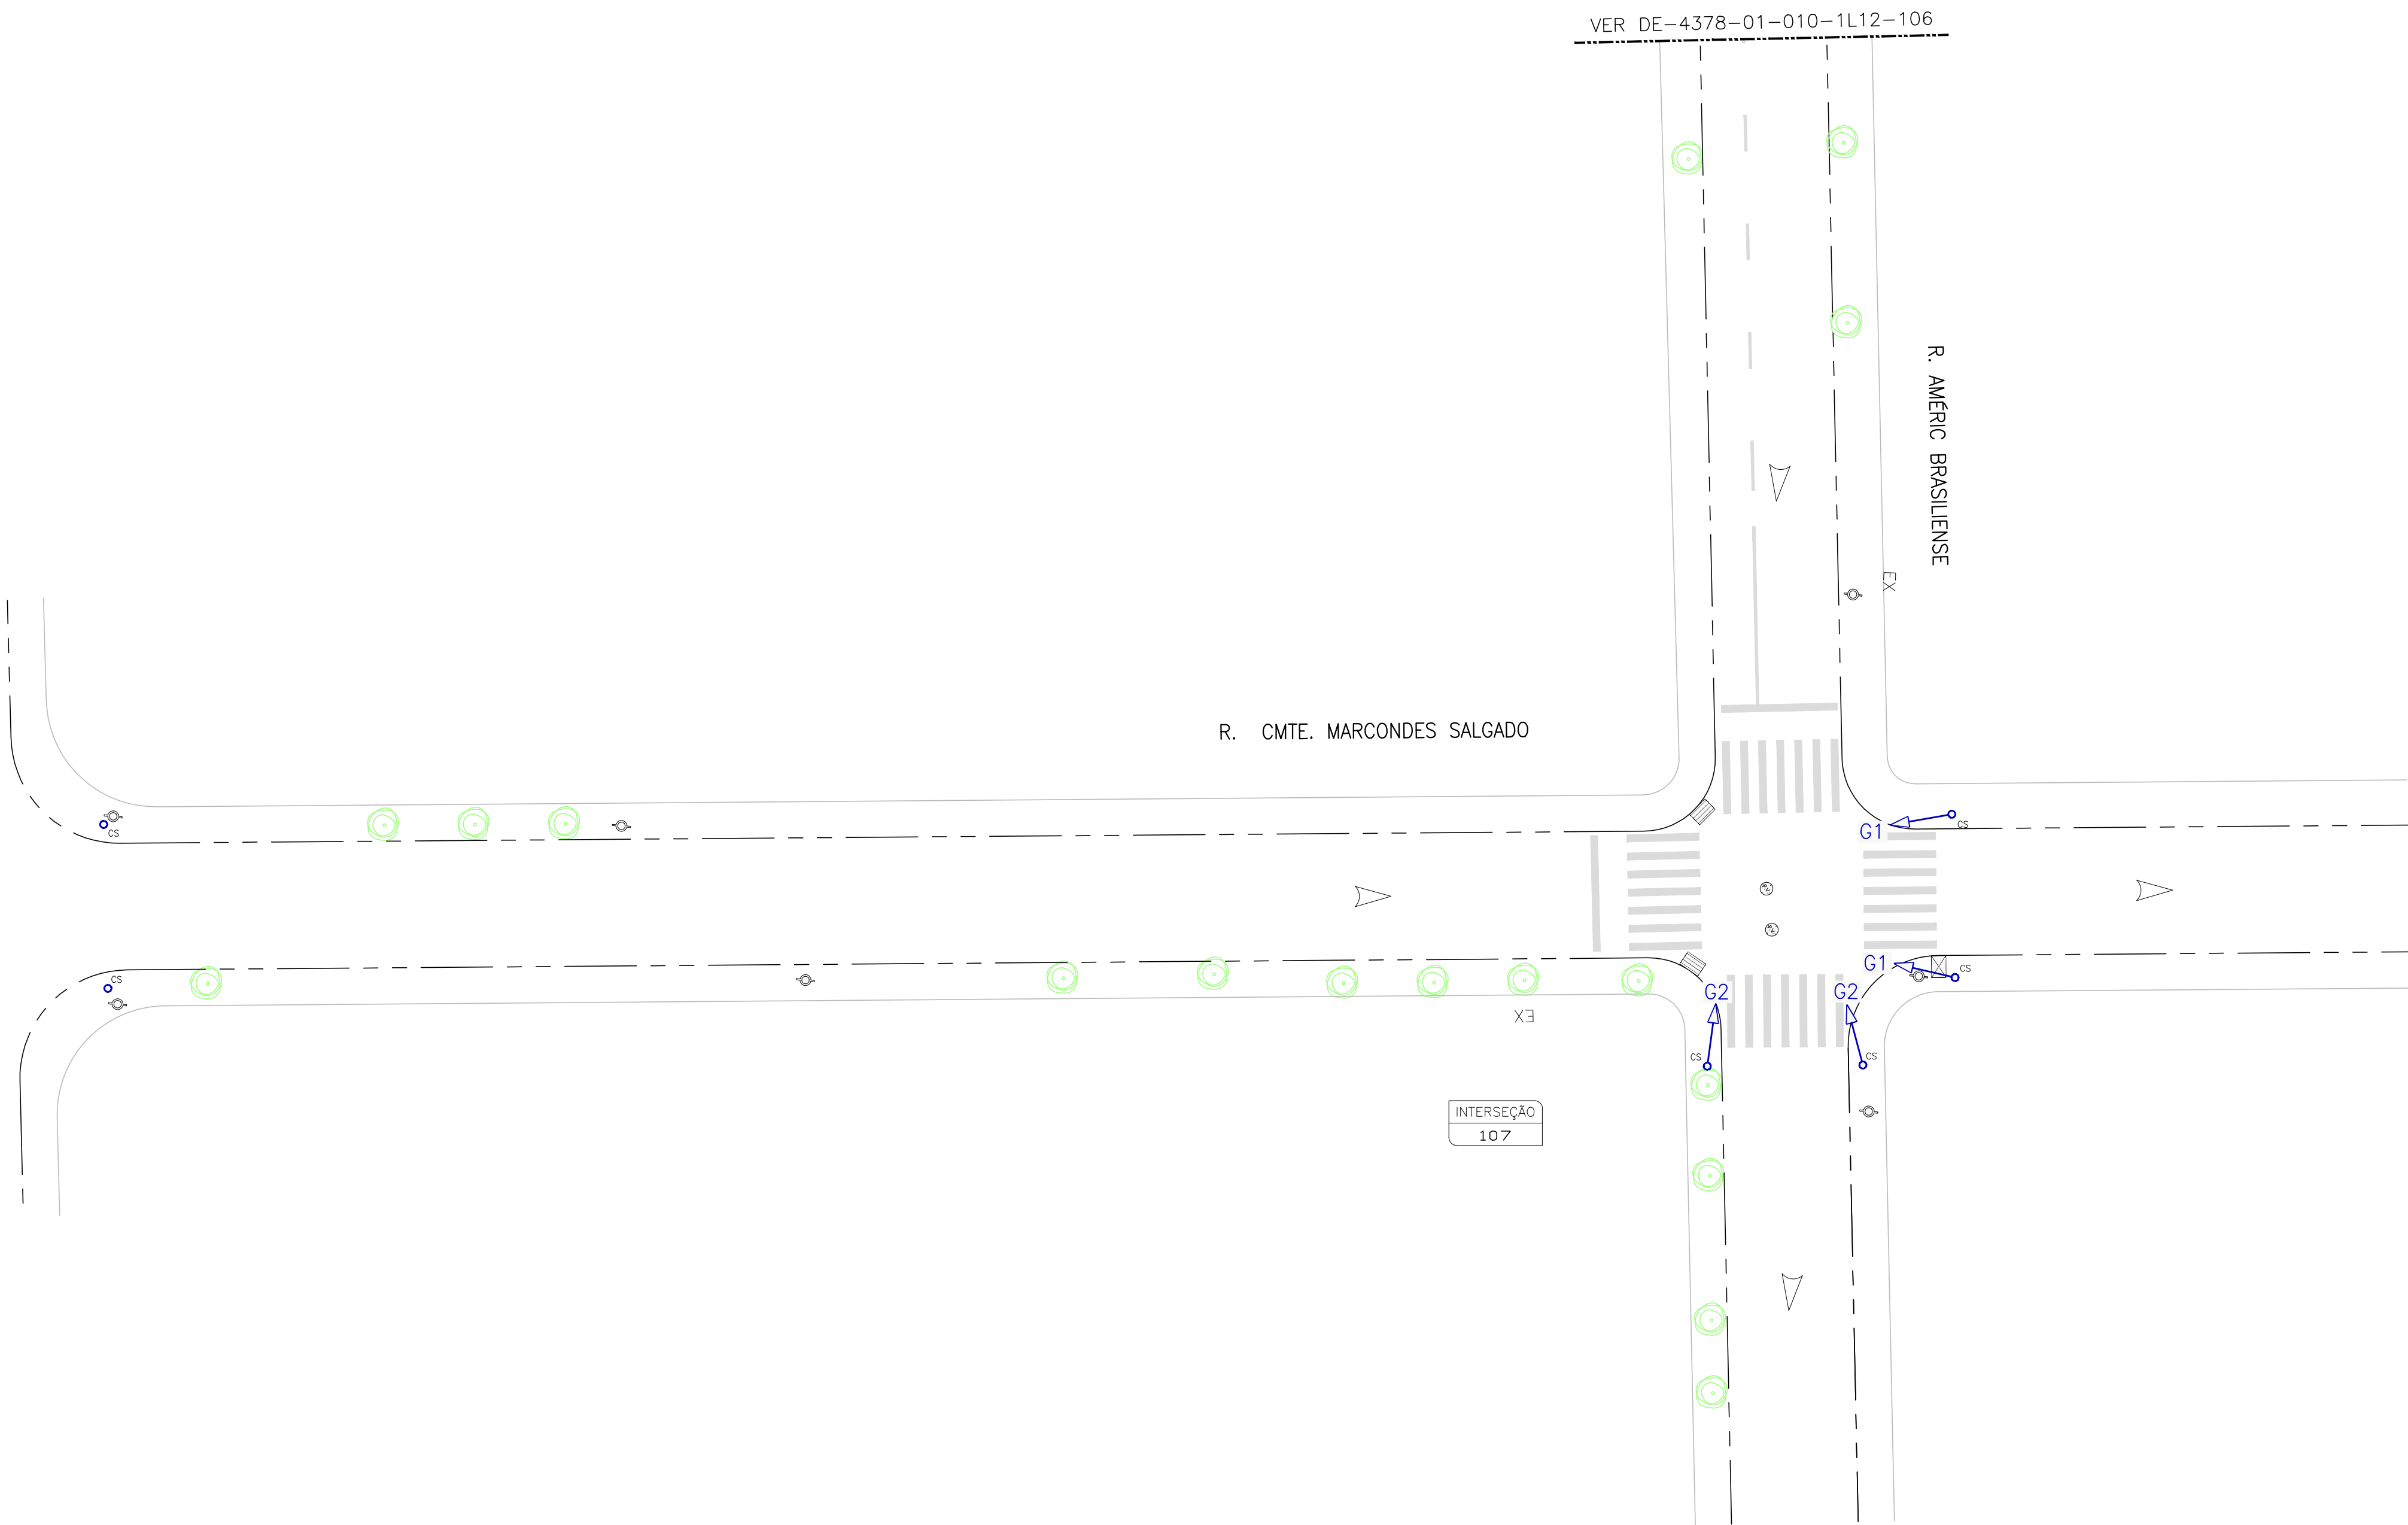 VER DE-4378-01-010-1L12-106
R. AMÉRIC BRASILIENSE
EX
R. CMTE. MARCONDES SALGADO
CS
G1
CS
CS
G1
CS
G2
G2
CS
CS
EX
INTERSEÇÃO
107